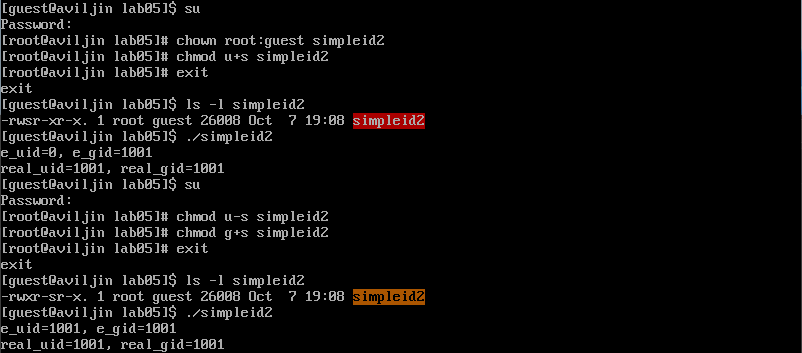 [guest@aviljin lab05]$ su
Password:
[root@aviljin lab05]# chown root:guest simpleid2
[root@aviljin lab05]# chmod u+s simpleid2
[root@aviljin lab05]# exit
exit
[guest@aviljin lab05]$ ls -l simpleid2
-rwsr-xr-x. 1 root guest 26008 Oct  7 19:08 simpleid2
[guest@aviljin lab05]$ ./simpleid2
e_uid=0, e_gid=1001
real_uid=1001, real_gid=1001
[guest@aviljin lab05]$ su
Password:
[root@aviljin lab05]# chmod u-s simpleid2
[root@aviljin lab05]# chmod g+s simpleid2
[root@aviljin lab05]# exit
exit
[guest@aviljin lab05]$ ls -l simpleid2
-rwxr-sr-x. 1 root guest 26008 Oct  7 19:08 simpleid2
[guest@aviljin lab05]$ ./simpleid2
e_uid=1001, e_gid=1001
real_uid=1001, real_gid=1001